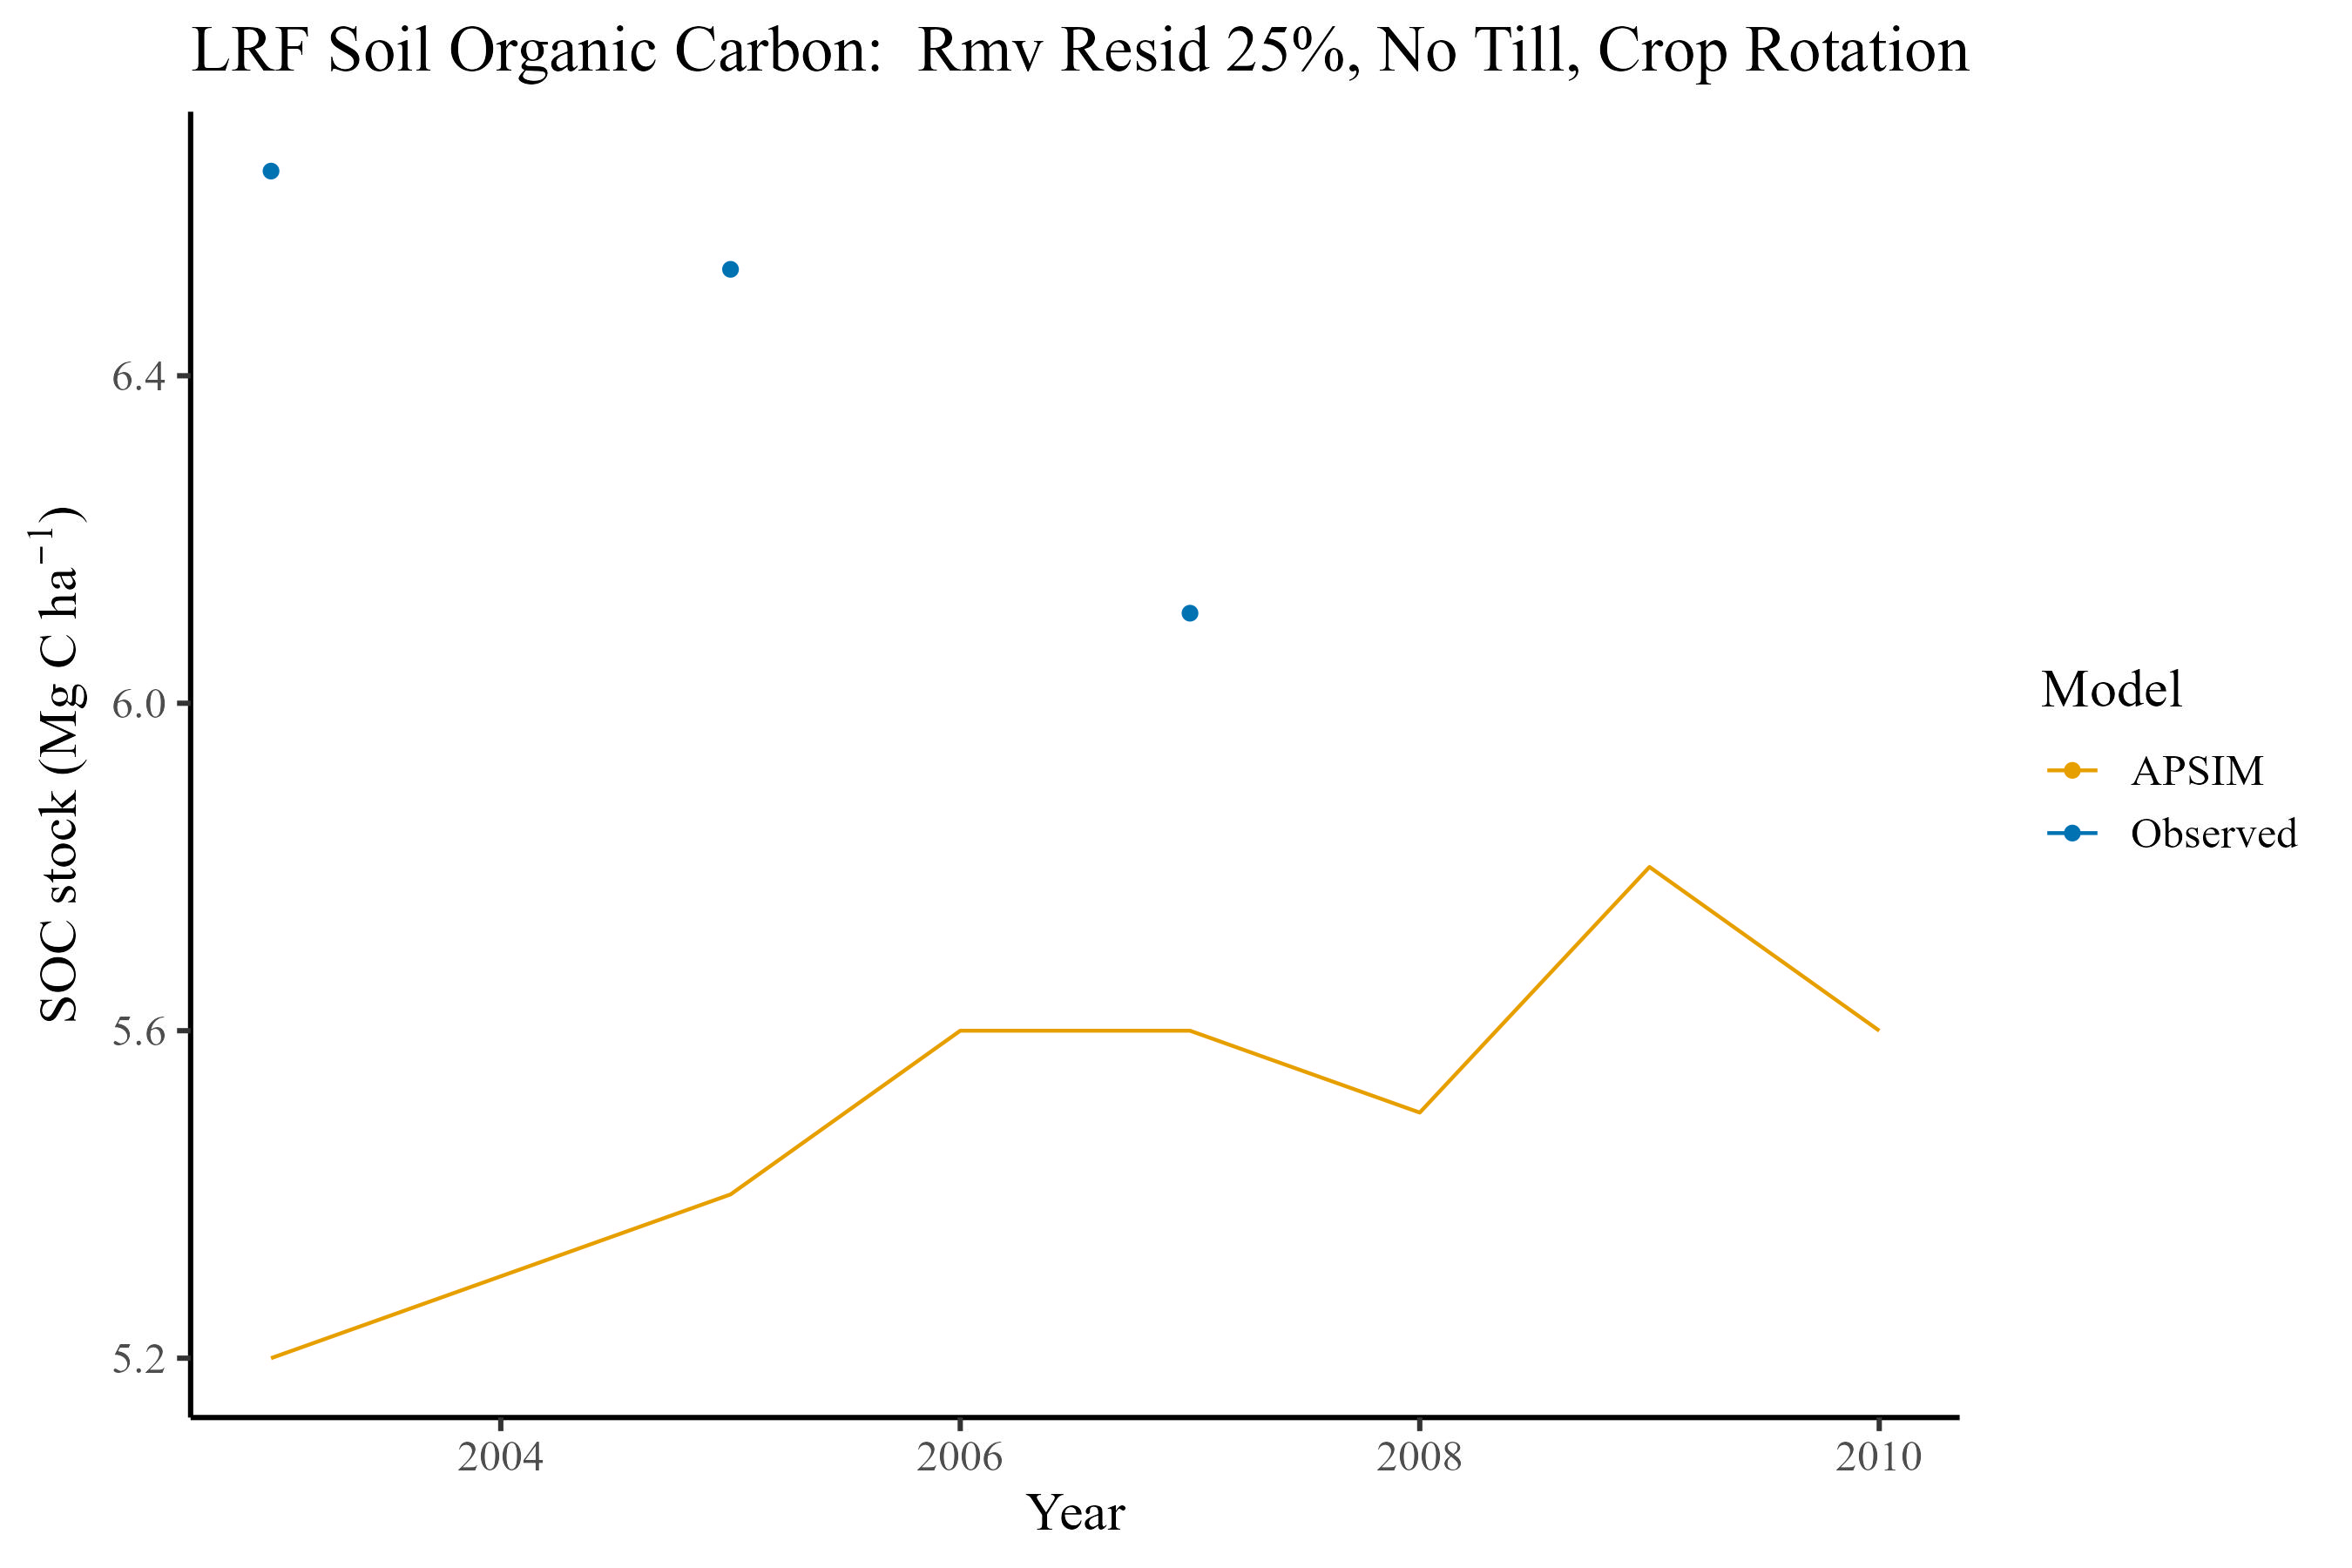 LRF Soil Organic Carbon:  Rmv Resid 25%, No Till, Crop Rotation
SOC stock (Mg C ha⁻¹)
6.4
6.0
5.6
5.2
2004 2006 2008 2010
Year
Model
APSIM
Observed